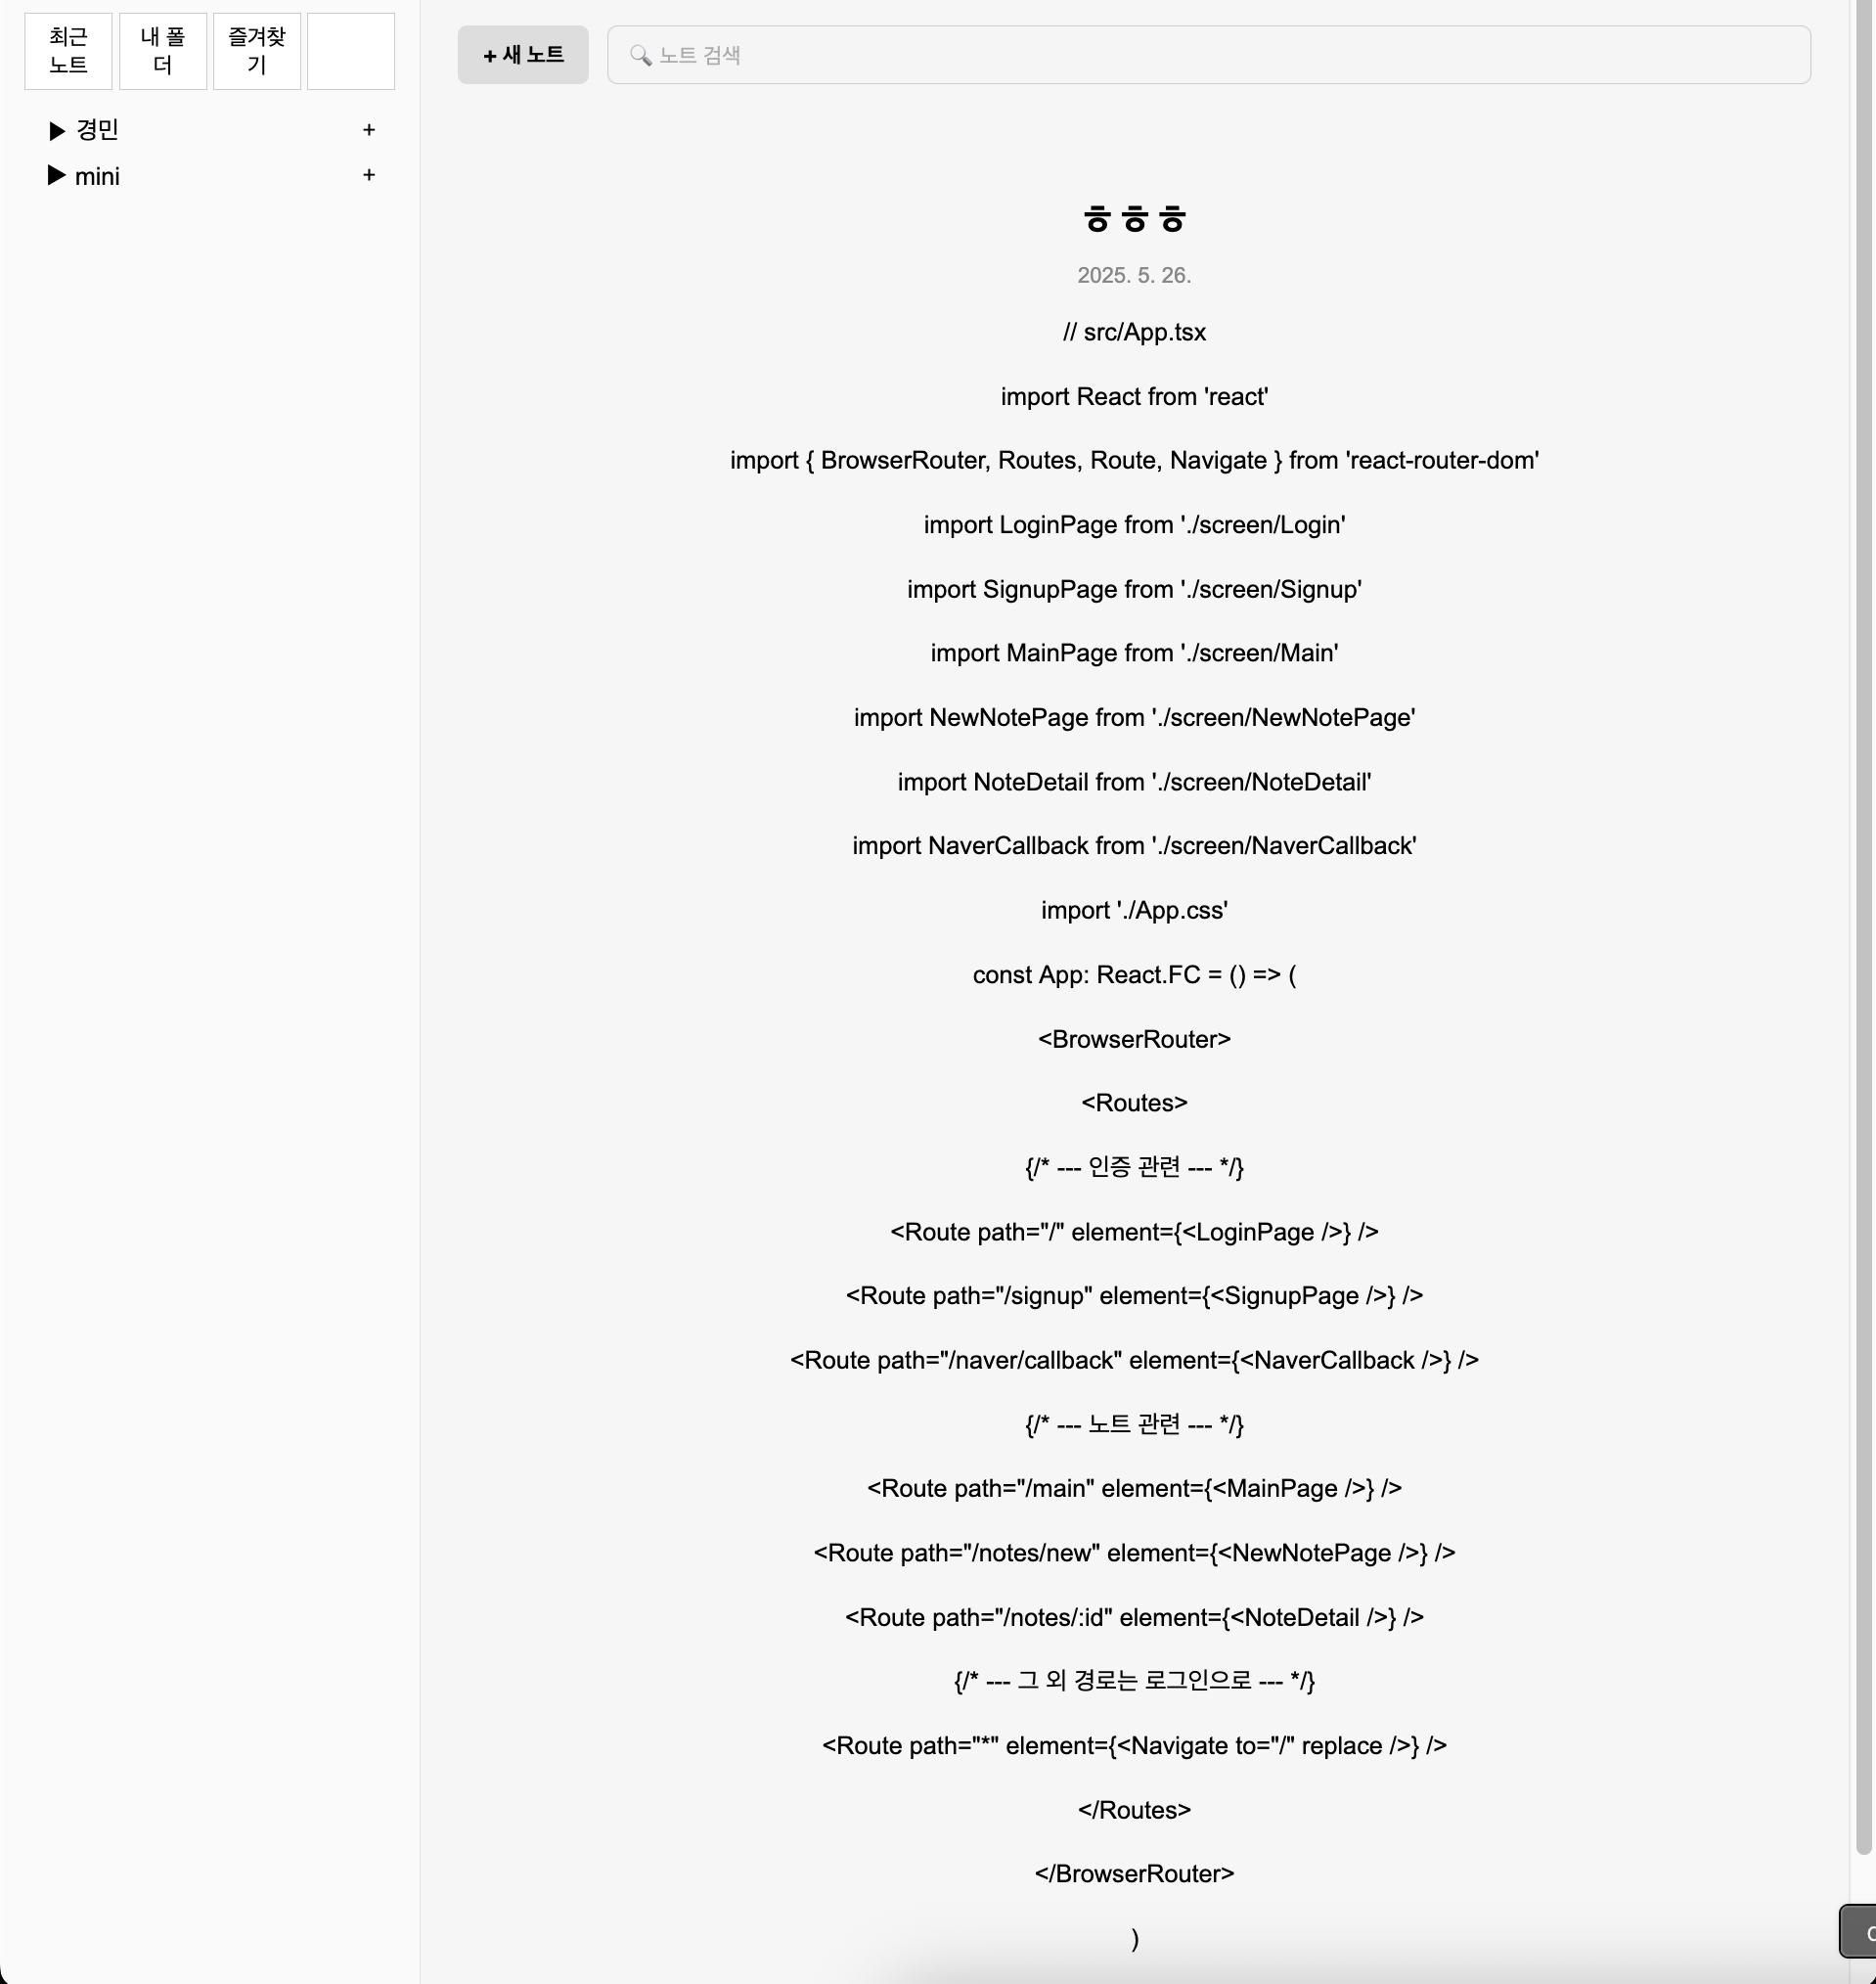 최근
노트
내 폴
더
즐겨찾
기
▶ 경민 +
▶ mini +
+ 새 노트
🔍 노트 검색
ㅎㅎㅎ
2025. 5. 26.
// src/App.tsx
import React from 'react'
import { BrowserRouter, Routes, Route, Navigate } from 'react-router-dom'
import LoginPage from './screen/Login'
import SignupPage from './screen/Signup'
import MainPage from './screen/Main'
import NewNotePage from './screen/NewNotePage'
import NoteDetail from './screen/NoteDetail'
import NaverCallback from './screen/NaverCallback'
import './App.css'
const App: React.FC = () => (
<BrowserRouter>
<Routes>
{/* --- 인증 관련 --- */}
<Route path="/" element={<LoginPage />} />
<Route path="/signup" element={<SignupPage />} />
<Route path="/naver/callback" element={<NaverCallback />} />
{/* --- 노트 관련 --- */}
<Route path="/main" element={<MainPage />} />
<Route path="/notes/new" element={<NewNotePage />} />
<Route path="/notes/:id" element={<NoteDetail />} />
{/* --- 그 외 경로는 로그인으로 --- */}
<Route path="*" element={<Navigate to="/" replace />} />
</Routes>
</BrowserRouter>
)